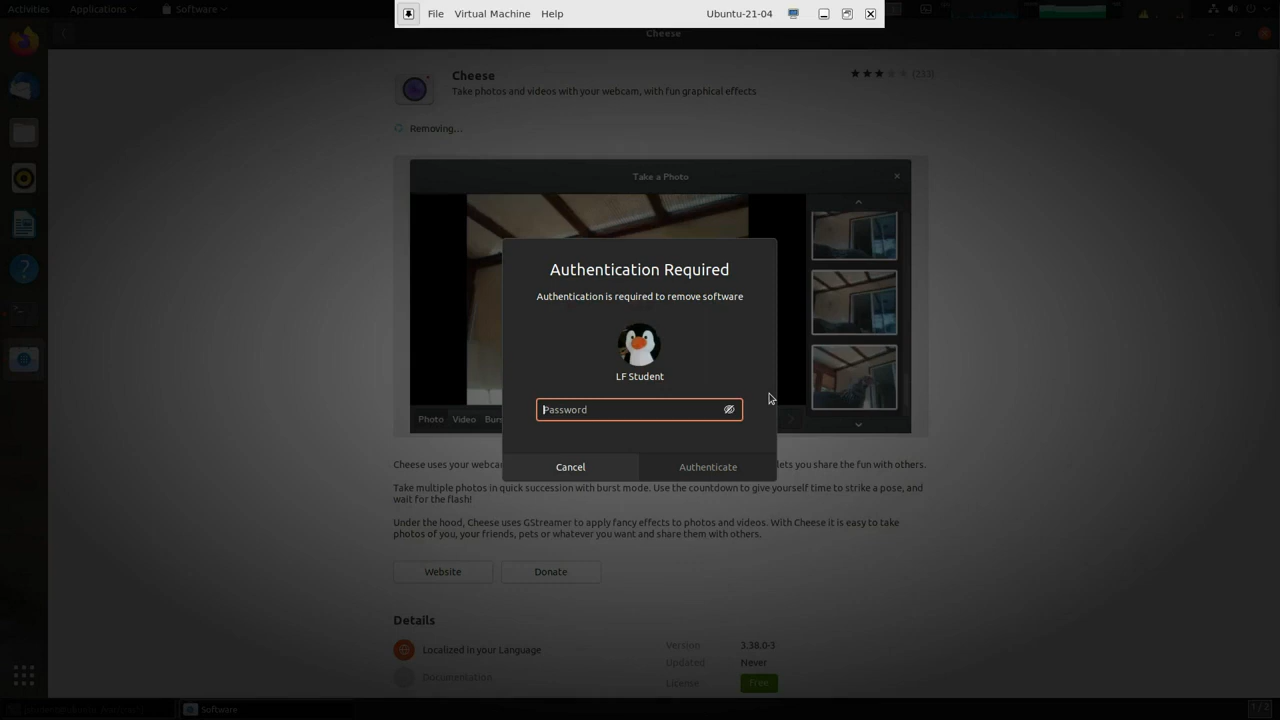 File
Virtual Machine
Help
Ubuntu-21-04
Activities
Applications
Software
Cheese
Cheese
Take photos and videos with your webcam, with fun graphical effects
(233)
Removing…
Take a Photo
Photo
Video
Authentication Required
Authentication is required to remove software
LF Student
Password
Cancel
Authenticate
Cheese uses your webcam lets you share the fun with others.
Take multiple photos in quick succession with burst mode. Use the countdown to give yourself time to strike a pose, and
wait for the flash!
Under the hood, Cheese uses GStreamer to apply fancy effects to photos and videos. With Cheese it is easy to take
photos of you, your friends, pets or whatever you want and share them with others.
Website
Donate
Details
Localized in your Language
Documentation
Version
3.38.0-3
Updated
Never
License
Free
Software
1 / 2